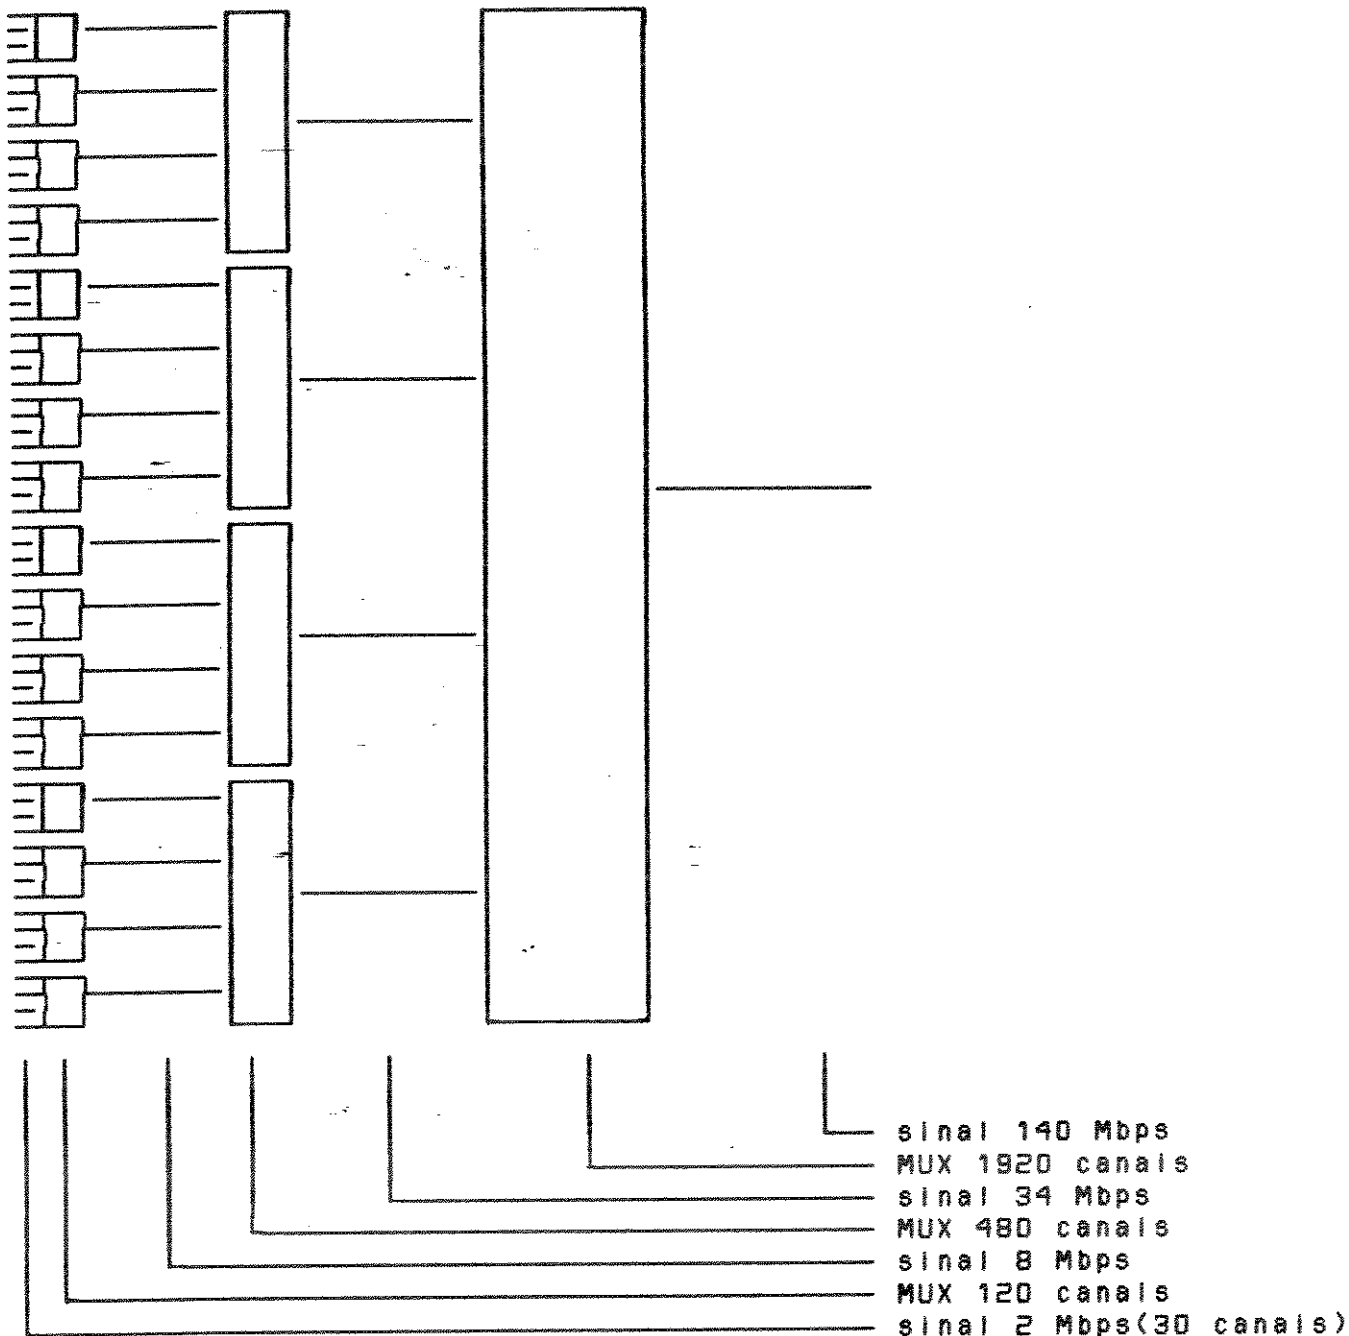 sinal 140 Mbps
MUX 1920 canais
sinal 34 Mbps
MUX 480 canais
sinal 8 Mbps
MUX 120 canais
sinal 2 Mbps(30 canais)